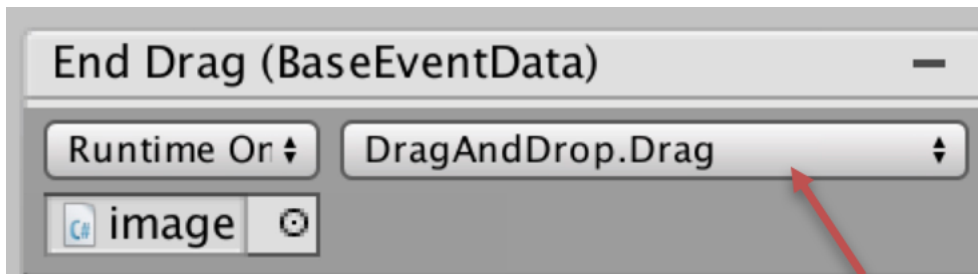 End Drag (BaseEventData)
Runtime On DragAndDrop.Drag
C# image